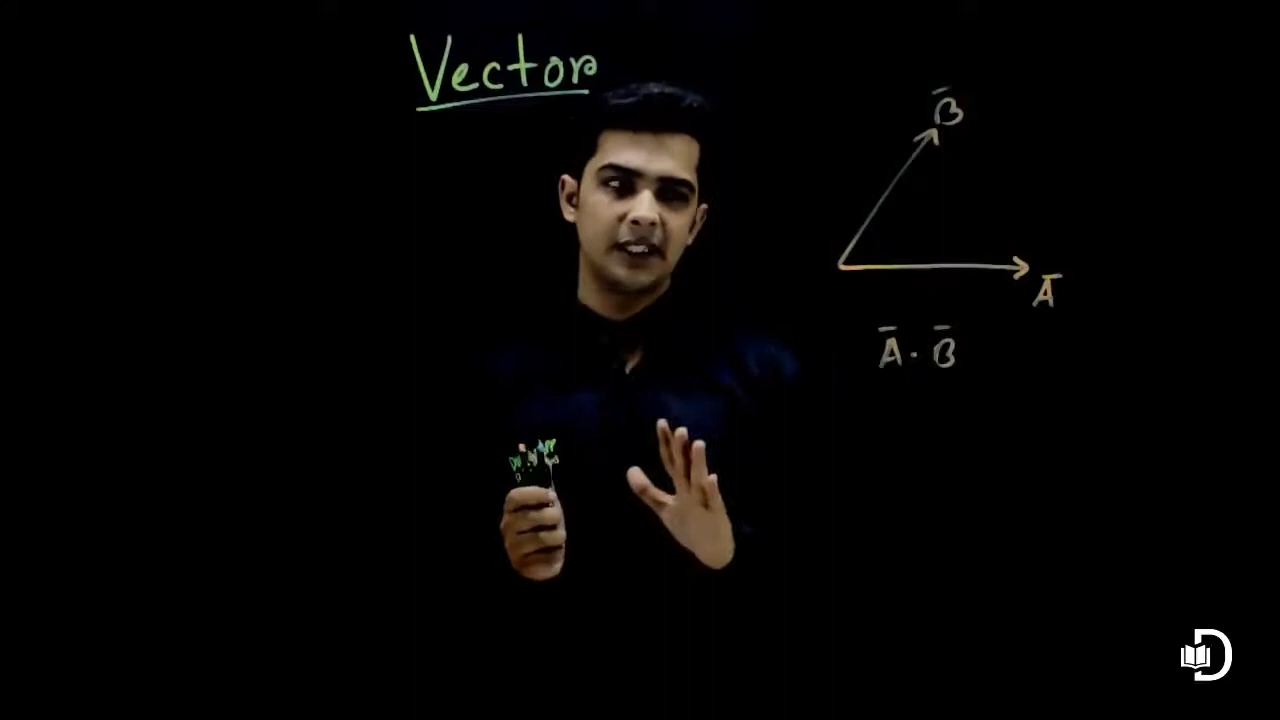 Vector
B̅
A̅
A̅ . B̅